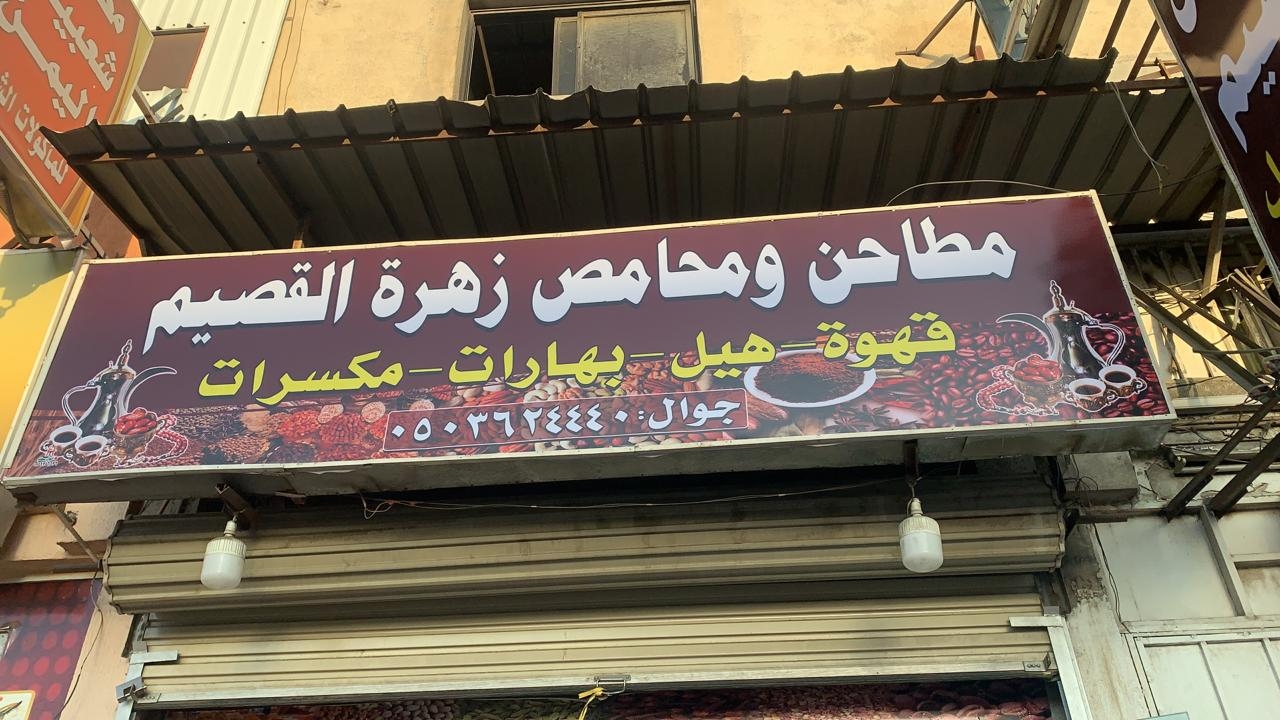 مطاحن ومحامص زهرة القصيم
قهوة - هيل - بهارات - مكسرات
جوال: ٠٥٠٣٦٢٤٤٤٠